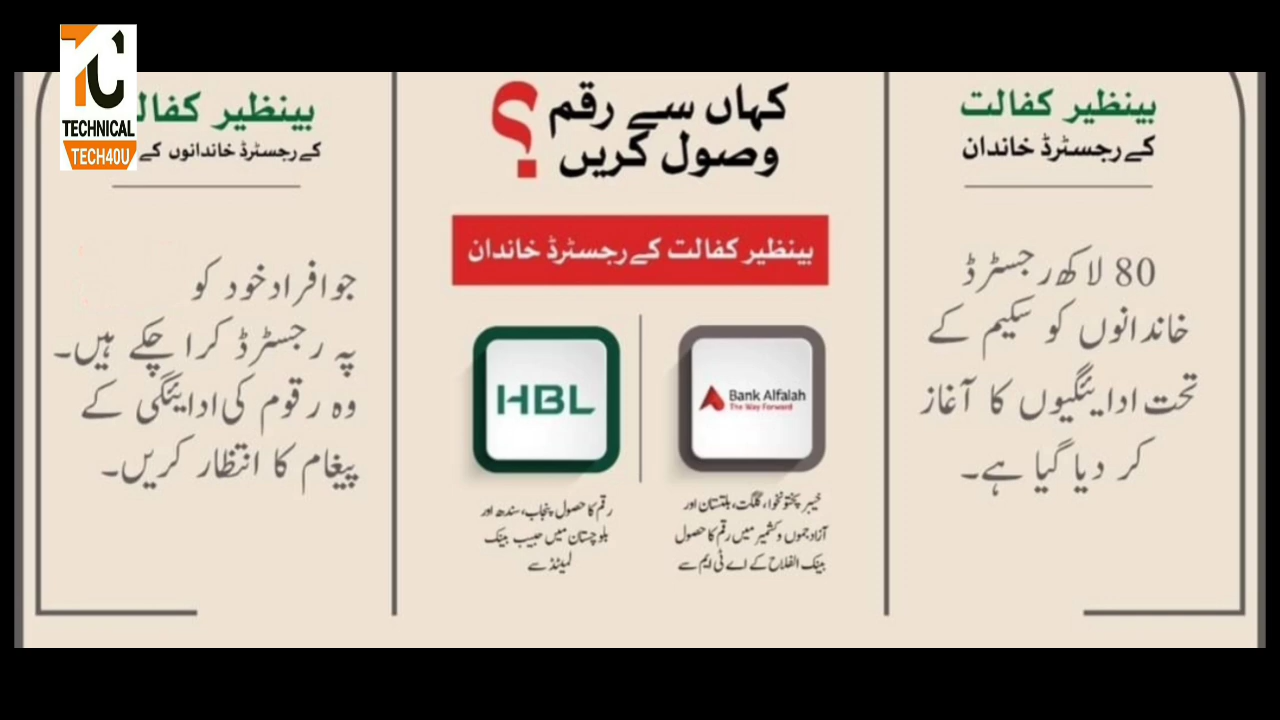 بینظیر کفالت
کے رجسٹرڈ خاندان
80 لاکھ رجسٹرڈ
خاندانوں کو سکیم کے
تحت ادائیگیوں کا آغاز
کر دیا گیا ہے۔
کہاں سے رقم
وصول کریں؟
بینظیر کفالت کے رجسٹرڈ خاندان
Bank Alfalah
The Way Forward
خیبر پختونخوا، گلگت، بلتستان اور
آزاد جموں و کشمیر میں رقم کا حصول
بینک الفلاح کے اے ٹی ایم سے
HBL
رقم کا حصول پنجاب، سندھ اور
بلوچستان میں حبیب بینک
لمیٹڈ سے
بینظیر
کے رجسٹرڈ خاندانوں کے
جو افراد خود کو
پہ رجسٹرڈ کرا چکے ہیں۔
وہ رقوم کی ادائیگی کے
پیغام کا انتظار کریں۔
TC
TECHNICAL
TECH40U